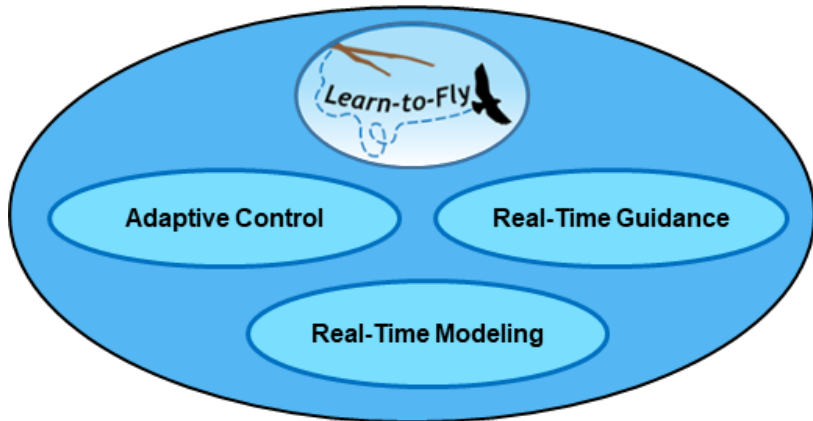 Learn-to-Fly
Adaptive Control
Real-Time Guidance
Real-Time Modeling